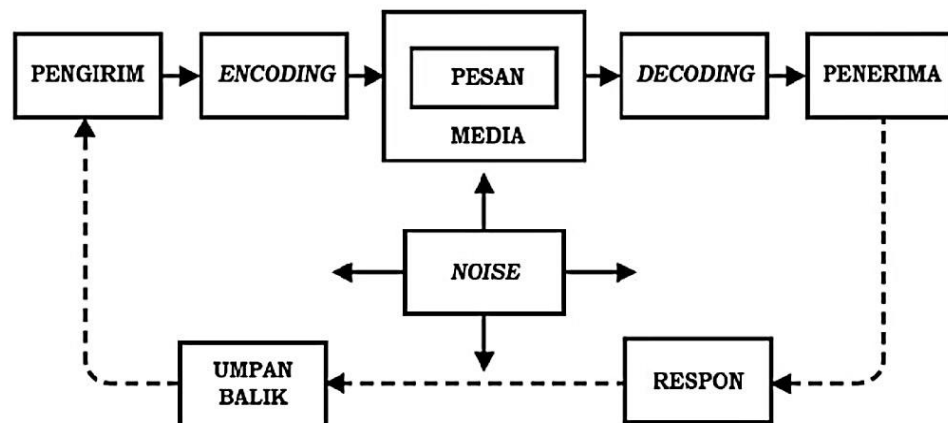 PENGIRIM
ENCODING
PESAN
MEDIA
DECODING
PENERIMA
NOISE
UMPAN
BALIK
RESPON